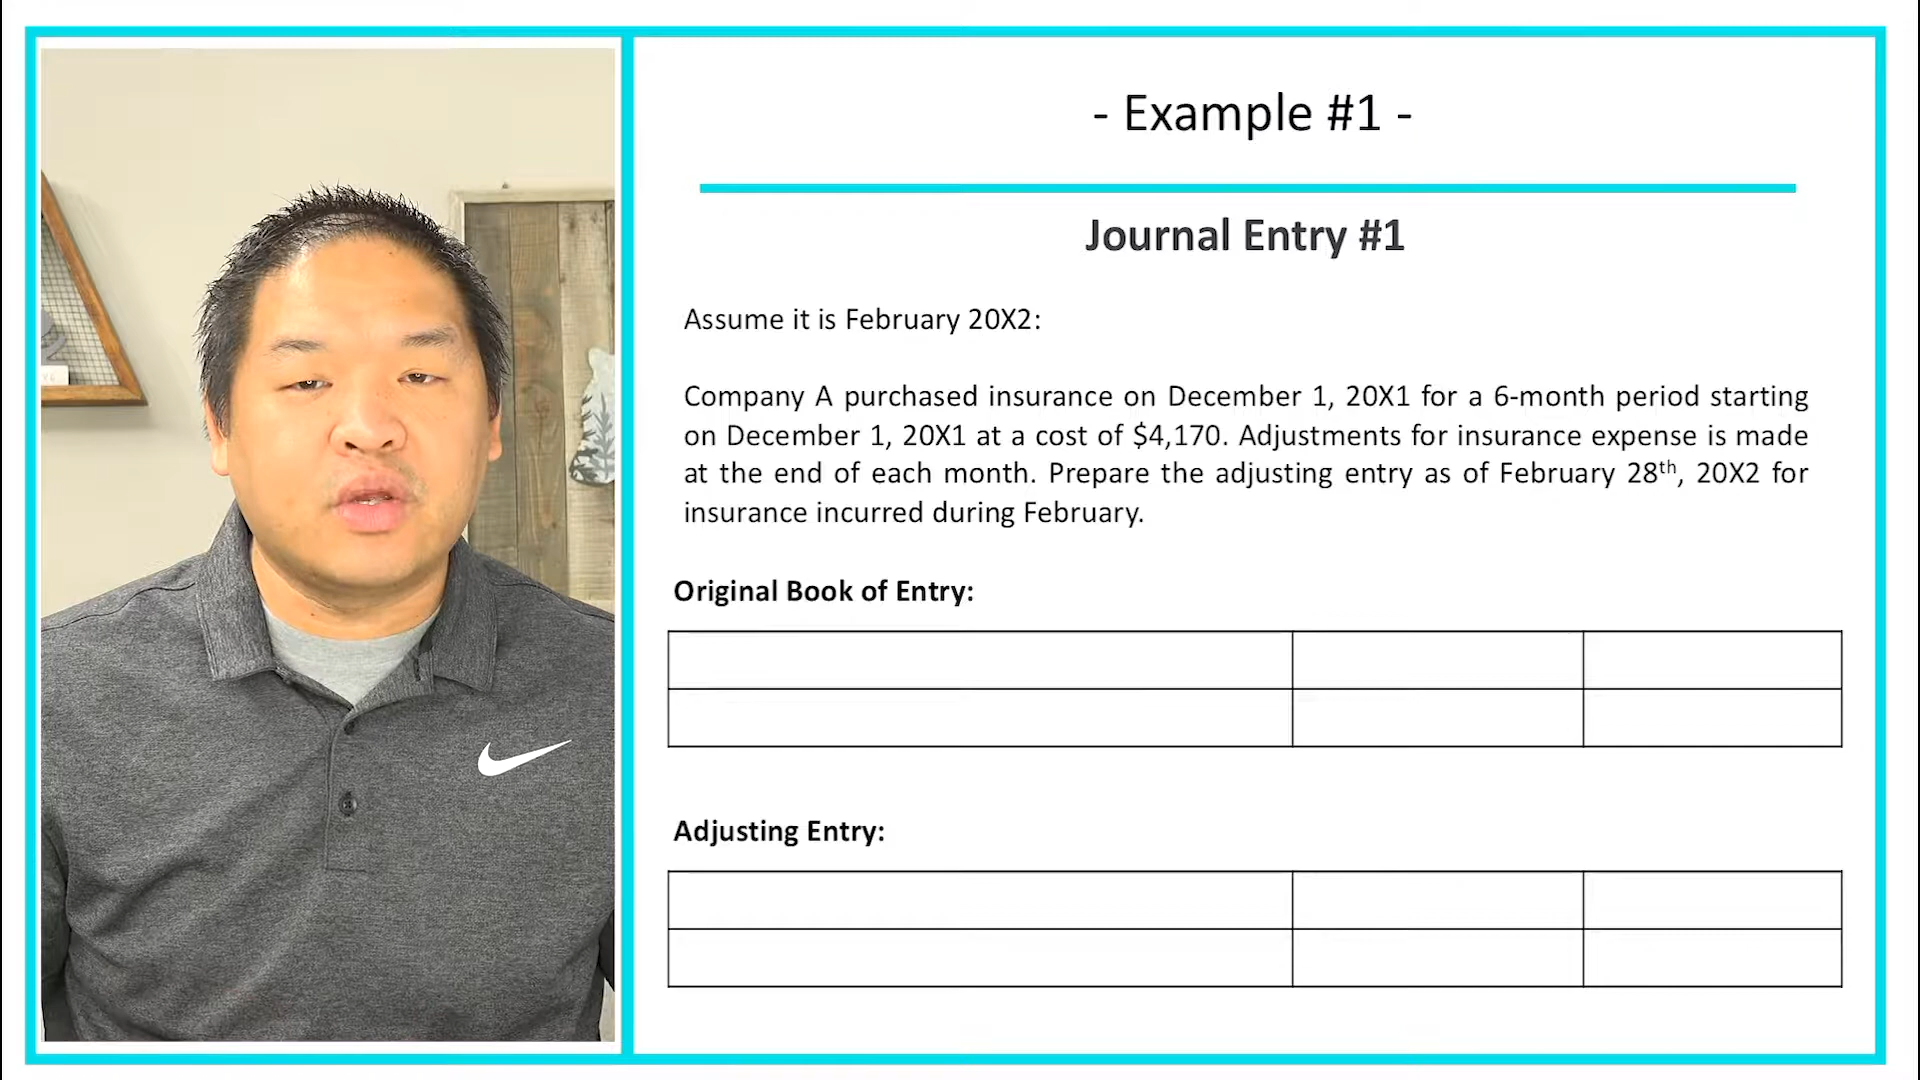 - Example #1 -
Journal Entry #1
Assume it is February 20X2:
Company A purchased insurance on December 1, 20X1 for a 6-month period starting
on December 1, 20X1 at a cost of $4,170. Adjustments for insurance expense is made
at the end of each month. Prepare the adjusting entry as of February 28th, 20X2 for
insurance incurred during February.
Original Book of Entry:
Adjusting Entry: